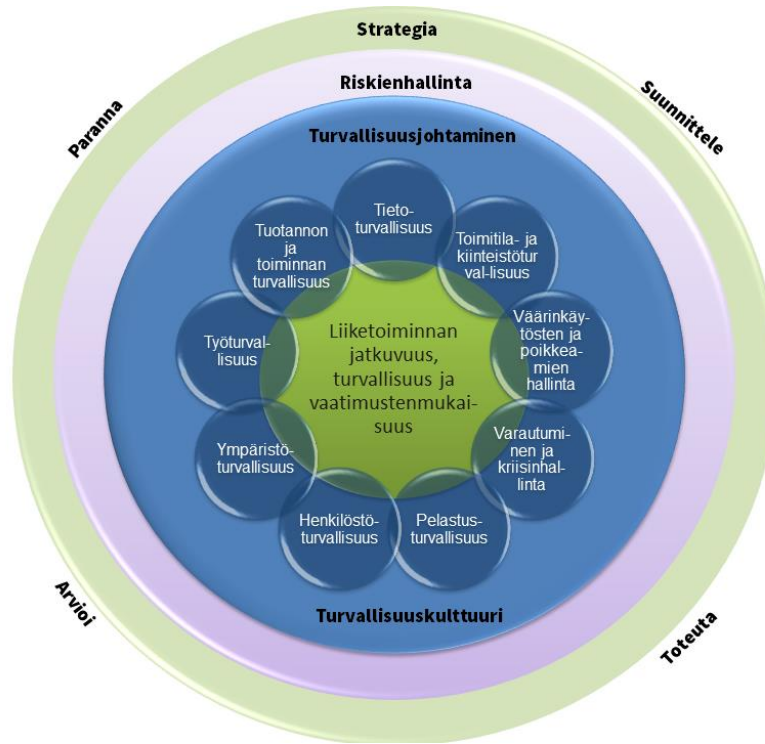 Strategia
Suunnittele
Paranna
Riskienhallinta
Turvallisuusjohtaminen
Tieto-
turvallisuus
Toimitila- ja
kiinteistötur
val-lisuus
Väärinkäy-
tösten ja
poikkea-
mien
hallinta
Varautumi-
nen ja
kriisinhal-
linta
Pelastus-
turvallisuus
Henkilöstö-
turvallisuus
Ympäristö-
turvallisuus
Työturval-
lisuus
Tuotannon
ja
toiminnan
turvallisuus
Liiketoiminnan
jatkuvuus,
turvallisuus ja
vaatimustenmukai-
suus
Turvallisuuskulttuuri
Arvioi
Toteuta